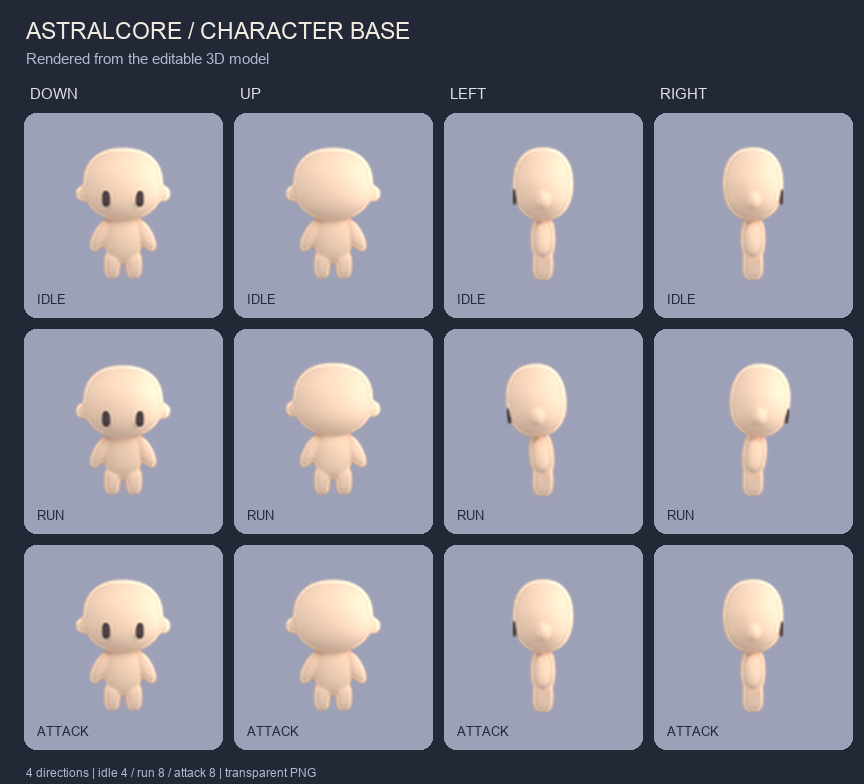 ASTRALCORE / CHARACTER BASE
Rendered from the editable 3D model
DOWN UP LEFT RIGHT
IDLE IDLE IDLE IDLE
RUN RUN RUN RUN
ATTACK ATTACK ATTACK ATTACK
4 directions | idle 4 / run 8 / attack 8 | transparent PNG